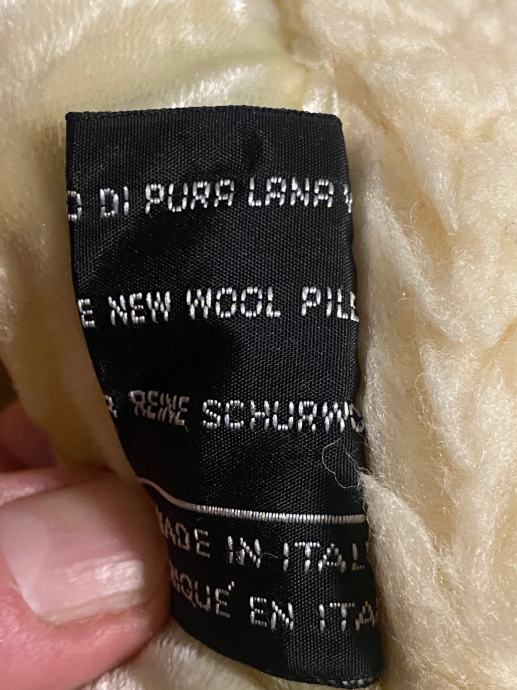 O DI PURA LANA V
E NEW WOOL PILE
R REINE SCHURWO
MADE IN ITAL
RIQUÉ EN ITA